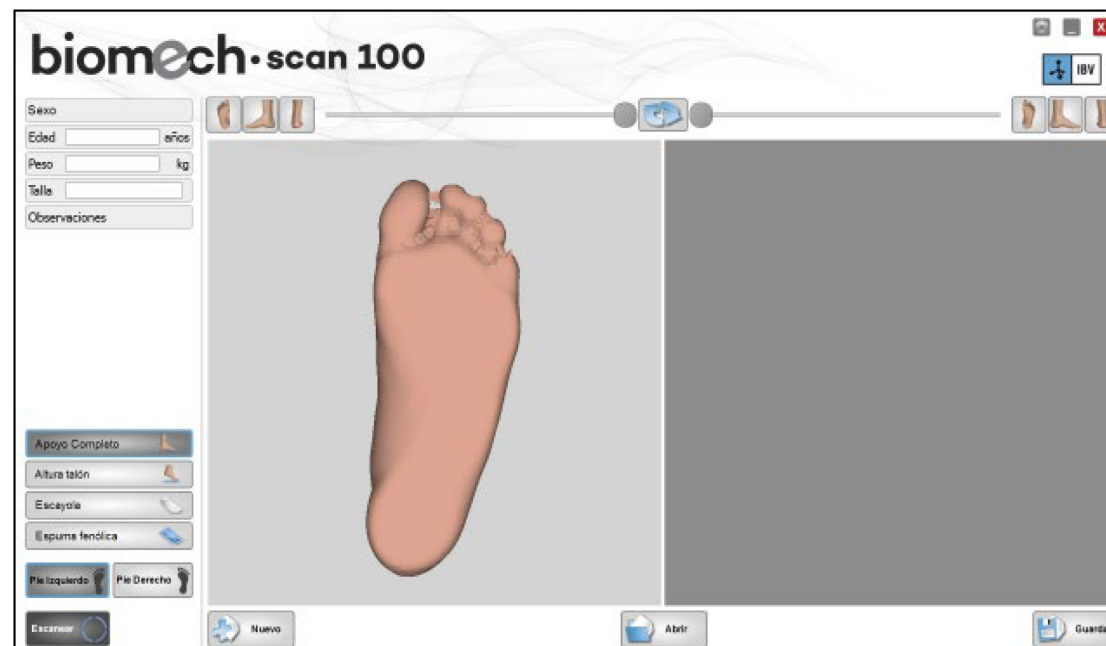 biomech·scan 100
X
IBV
Sexo
Edad años
Peso kg
Talla
Observaciones
Apoyo Completo
Altura talón
Escayola
Espuma fenólica
Pie Izquierdo Pie Derecho
Escanear Nuevo Abrir Guarda